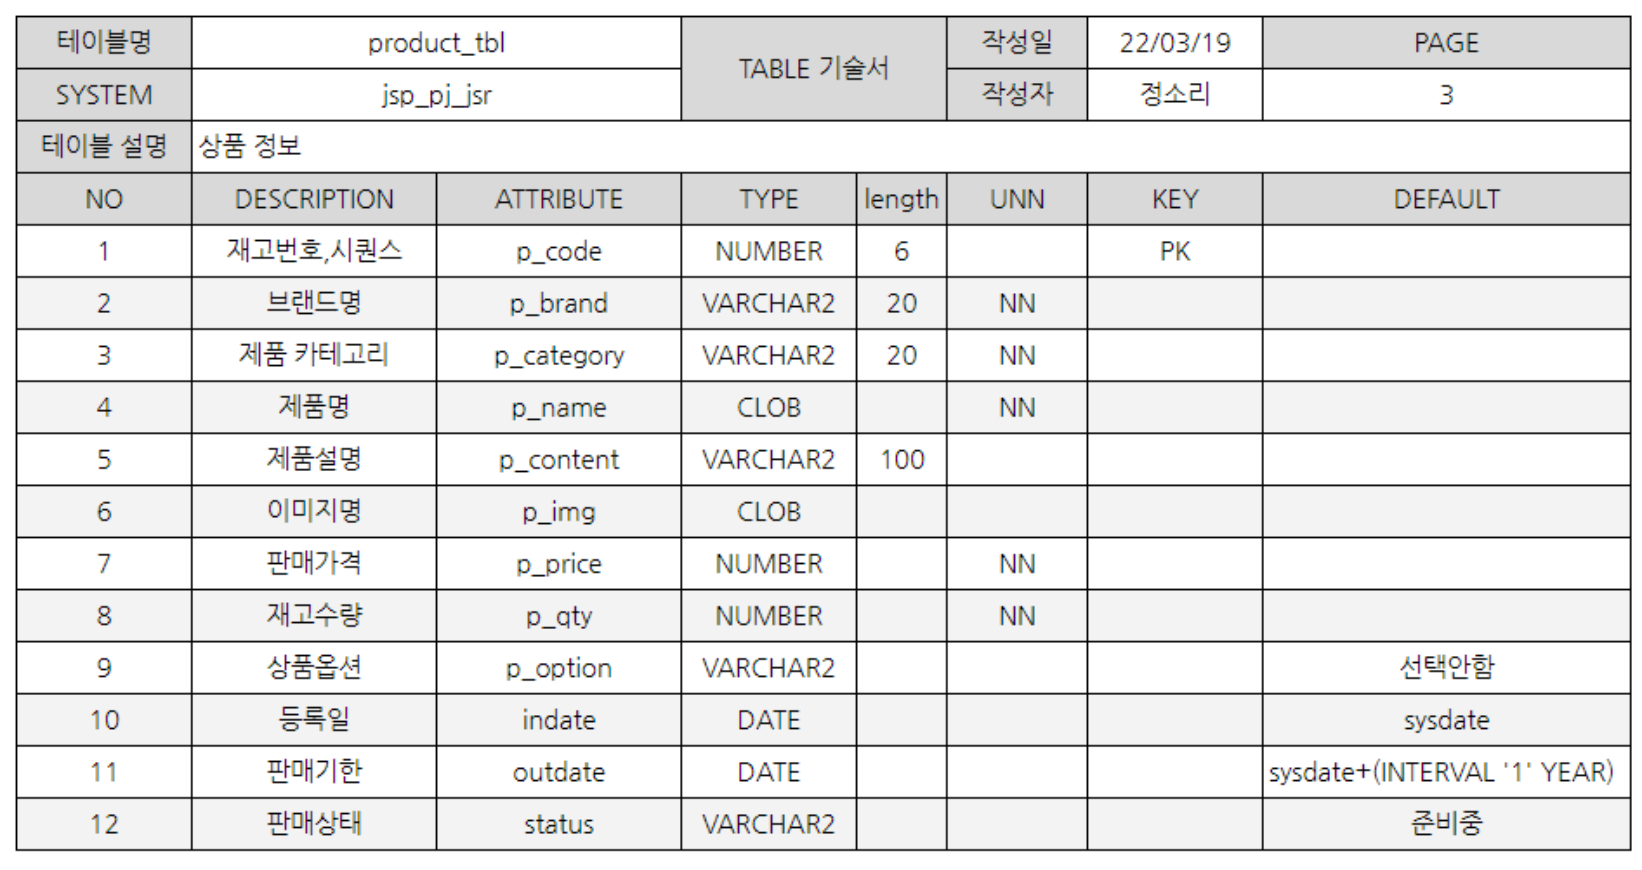 테이블명 product_tbl TABLE 기술서 작성일 22/03/19 PAGE
SYSTEM jsp_pj_jsr 작성자 정소리 3
테이블 설명 상품 정보
NO DESCRIPTION ATTRIBUTE TYPE length UNN KEY DEFAULT
1 재고번호,시퀀스 p_code NUMBER 6 PK
2 브랜드명 p_brand VARCHAR2 20 NN
3 제품 카테고리 p_category VARCHAR2 20 NN
4 제품명 p_name CLOB NN
5 제품설명 p_content VARCHAR2 100
6 이미지명 p_img CLOB
7 판매가격 p_price NUMBER NN
8 재고수량 p_qty NUMBER NN
9 상품옵션 p_option VARCHAR2 선택안함
10 등록일 indate DATE sysdate
11 판매기한 outdate DATE sysdate+(INTERVAL '1' YEAR)
12 판매상태 status VARCHAR2 준비중